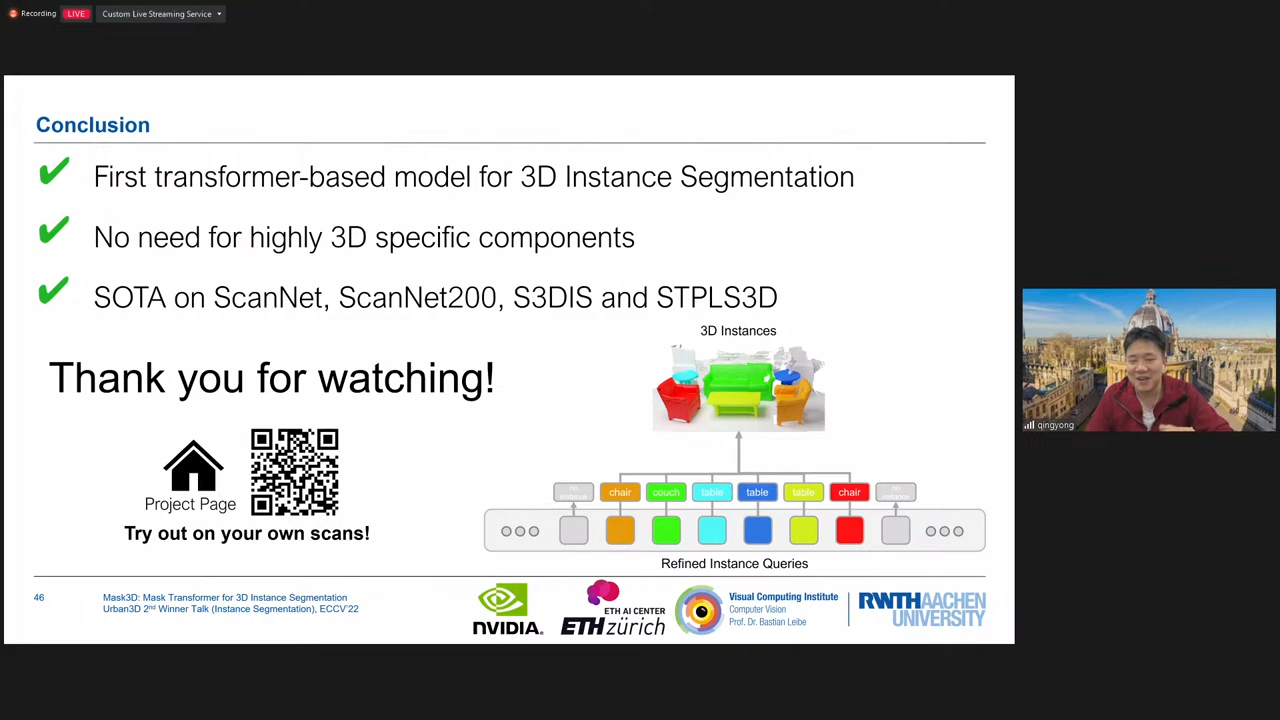 Recording
LIVE
Custom Live Streaming Service
Conclusion
✔ First transformer-based model for 3D Instance Segmentation
✔ No need for highly 3D specific components
✔ SOTA on ScanNet, ScanNet200, S3DIS and STPLS3D
3D Instances
Thank you for watching!
Project Page
Try out on your own scans!
no instance
chair
couch
table
table
table
chair
no instance
Refined Instance Queries
46
Mask3D: Mask Transformer for 3D Instance Segmentation
Urban3D 2nd Winner Talk (Instance Segmentation), ECCV'22
NVIDIA.
ETH AI CENTER
ETH zürich
Visual Computing Institute
Computer Vision
Prof. Dr. Bastian Leibe
RWTH AACHEN
UNIVERSITY
qingyong